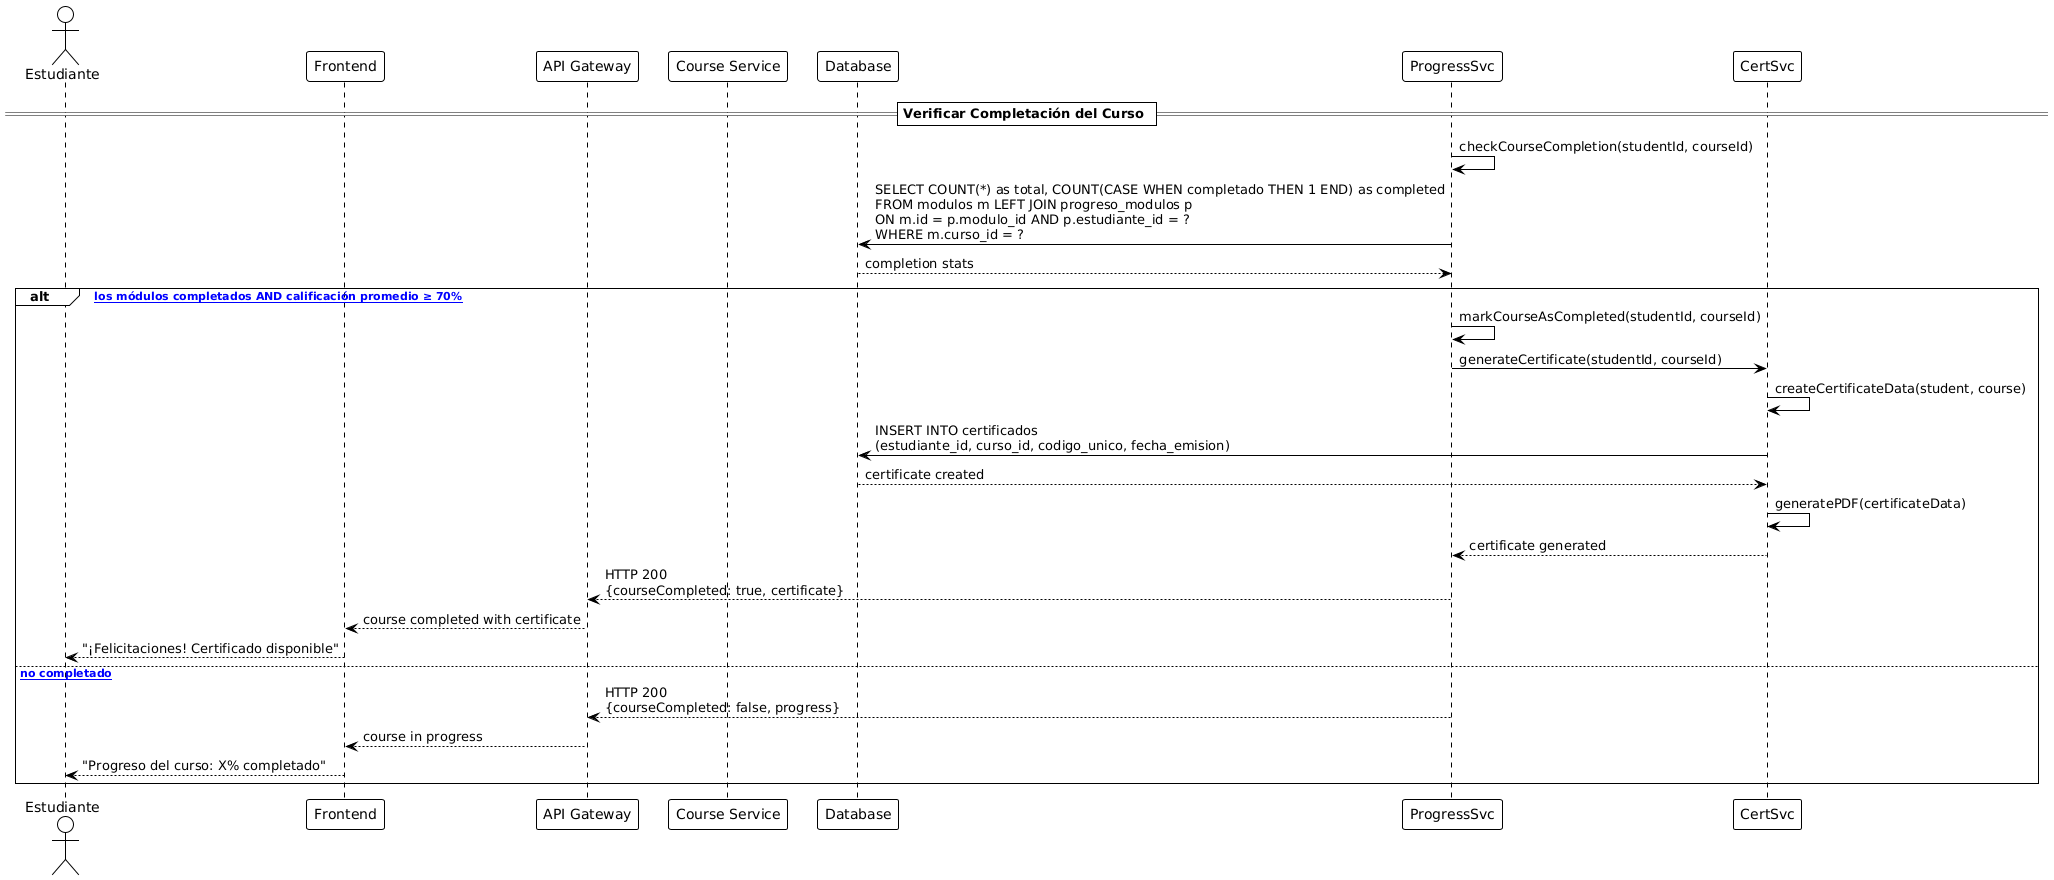 Estudiante
Frontend
API Gateway
Course Service
Database
ProgressSvc
CertSvc
Verificar Completación del Curso
checkCourseCompletion(studentId, courseId)
SELECT COUNT(*) as total, COUNT(CASE WHEN completado THEN 1 END) as completed
FROM modulos m LEFT JOIN progreso_modulos p
ON m.id = p.modulo_id AND p.estudiante_id = ?
WHERE m.curso_id = ?
completion stats
alt
los módulos completados AND calificación promedio ≥ 70%
markCourseAsCompleted(studentId, courseId)
generateCertificate(studentId, courseId)
createCertificateData(student, course)
INSERT INTO certificados
(estudiante_id, curso_id, codigo_unico, fecha_emision)
certificate created
generatePDF(certificateData)
certificate generated
HTTP 200
{courseCompleted: true, certificate}
course completed with certificate
"¡Felicitaciones! Certificado disponible"
no completado
HTTP 200
{courseCompleted: false, progress}
course in progress
"Progreso del curso: X% completado"
Estudiante
Frontend
API Gateway
Course Service
Database
ProgressSvc
CertSvc